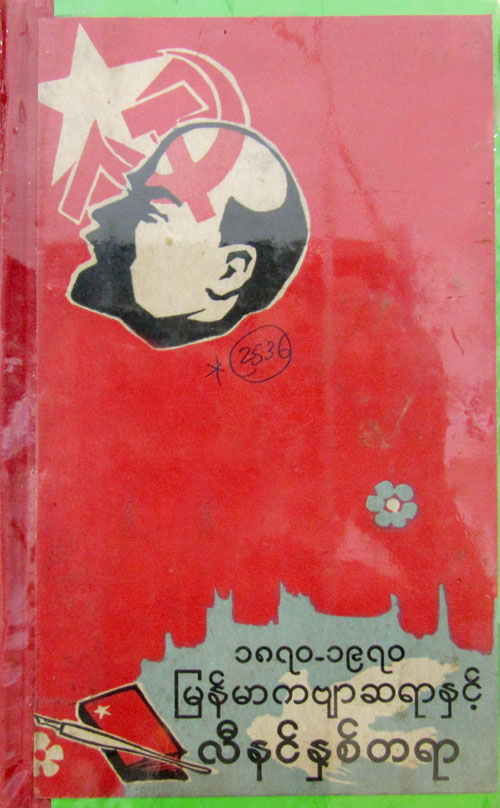 * 2536
၁၈၇၀-၁၉၇၀
မြန်မာကဗျာဆရာနှင့်
လီနင်နှစ်တရာ